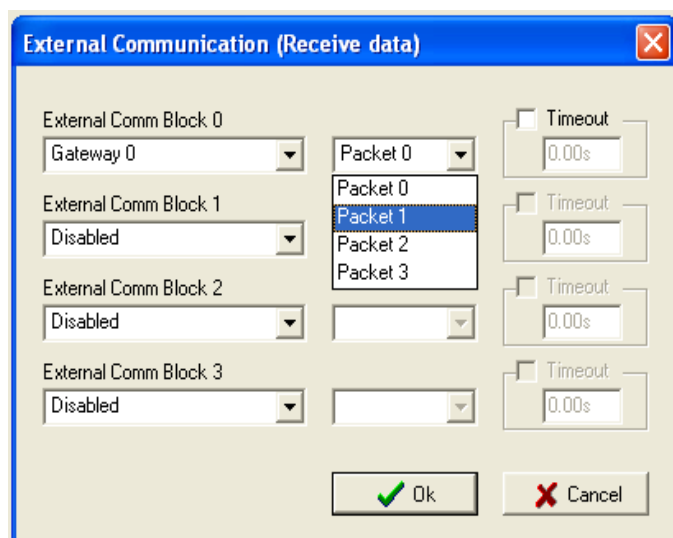 External Communication (Receive data)
External Comm Block 0
Timeout
Gateway 0
Packet 0
0.00s
Packet 0
Packet 1
Packet 2
Packet 3
External Comm Block 1
Timeout
Disabled
0.00s
External Comm Block 2
Timeout
Disabled
0.00s
External Comm Block 3
Timeout
Disabled
0.00s
Ok
Cancel